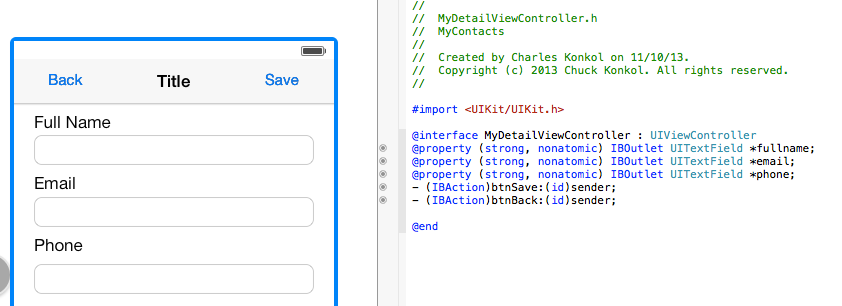 Back Title Save
Full Name
Email
Phone
//
//  MyDetailViewController.h
//  MyContacts
//
//  Created by Charles Konkol on 11/10/13.
//  Copyright (c) 2013 Chuck Konkol. All rights reserved.
//
#import <UIKit/UIKit.h>
@interface MyDetailViewController : UIViewController
@property (strong, nonatomic) IBOutlet UITextField *fullname;
@property (strong, nonatomic) IBOutlet UITextField *email;
@property (strong, nonatomic) IBOutlet UITextField *phone;
- (IBAction)btnSave:(id)sender;
- (IBAction)btnBack:(id)sender;
@end